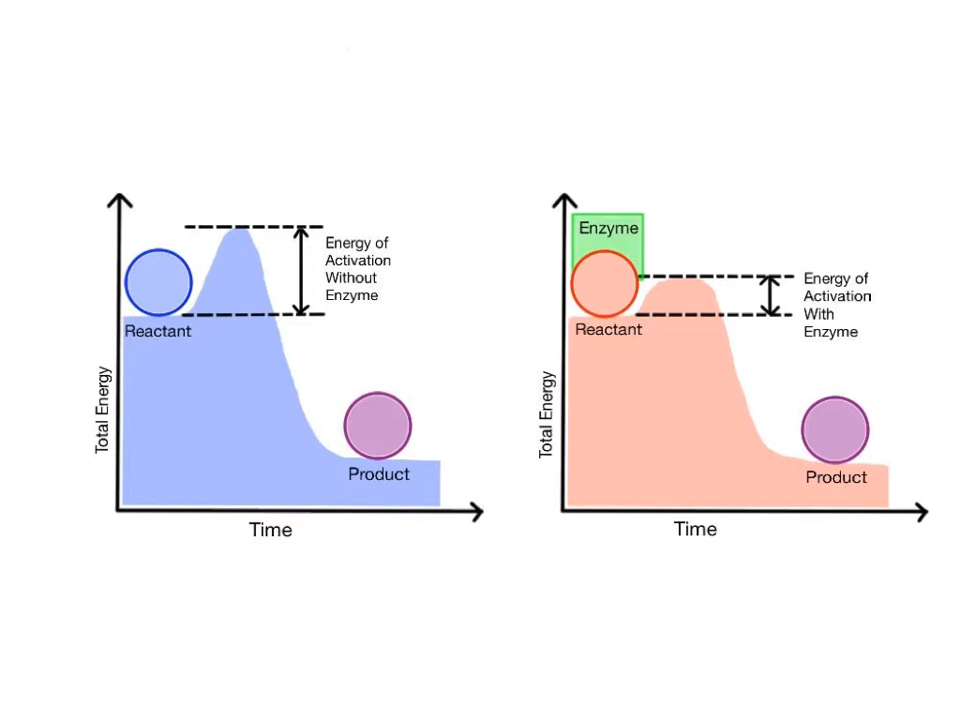 Energy of
Activation
Without
Enzyme
Reactant
Total Energy
Product
Time
Enzyme
Energy of
Activation
With
Enzyme
Reactant
Total Energy
Product
Time